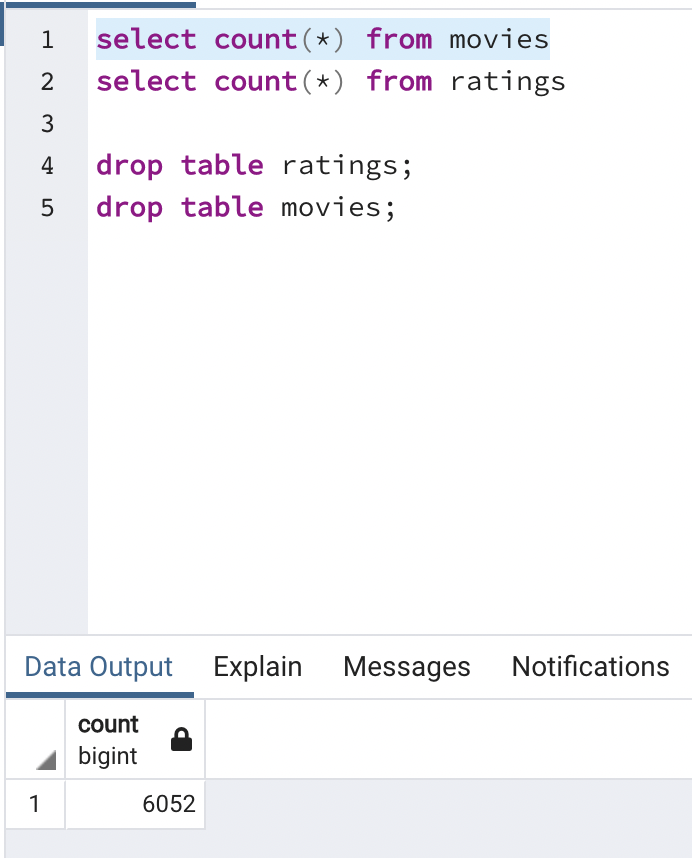 1 select count(*) from movies
2 select count(*) from ratings
3
4 drop table ratings;
5 drop table movies;
Data Output Explain Messages Notifications
count
bigint
1 6052